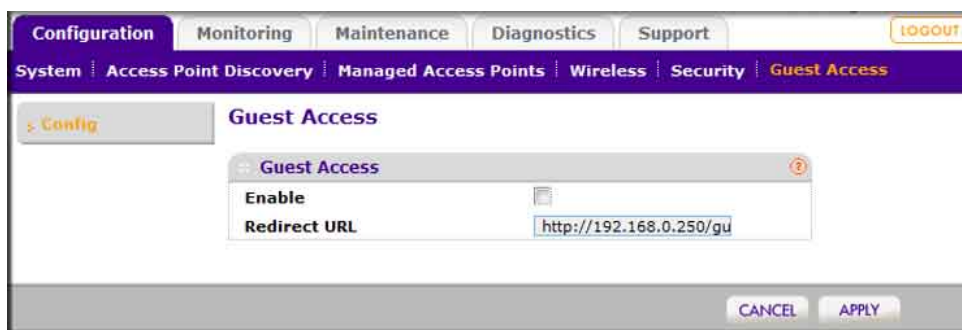 Configuration Monitoring Maintenance Diagnostics Support LOGOUT
System Access Point Discovery Managed Access Points Wireless Security Guest Access
Config
Guest Access
Guest Access ?
Enable
Redirect URL http://192.168.0.250/gu
CANCEL APPLY